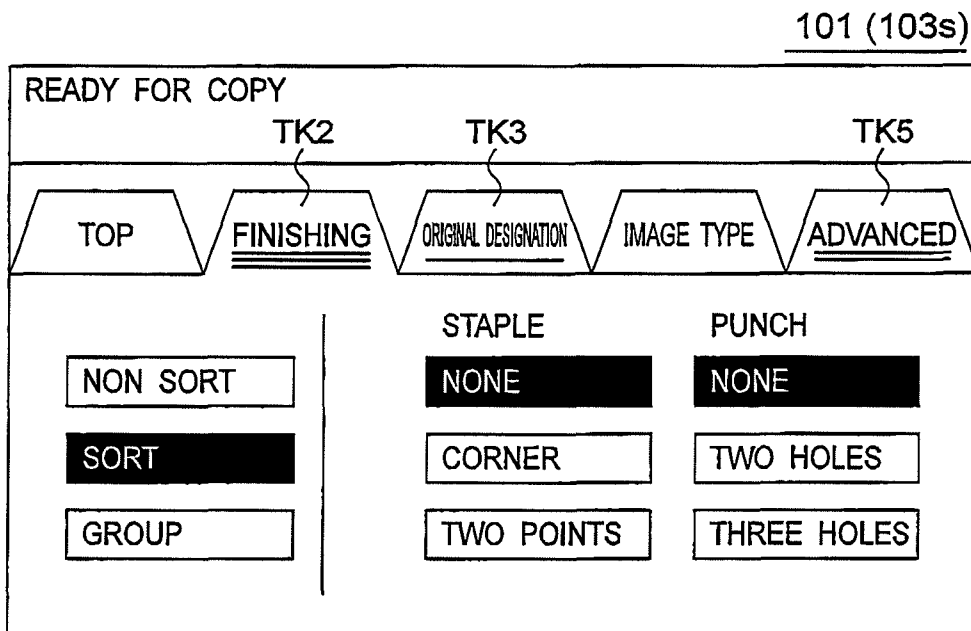 101 (103s)
READY FOR COPY
TK2 TK3 TK5
TOP FINISHING ORIGINAL DESIGNATION IMAGE TYPE ADVANCED
STAPLE PUNCH
NON SORT NONE NONE
SORT CORNER TWO HOLES
GROUP TWO POINTS THREE HOLES